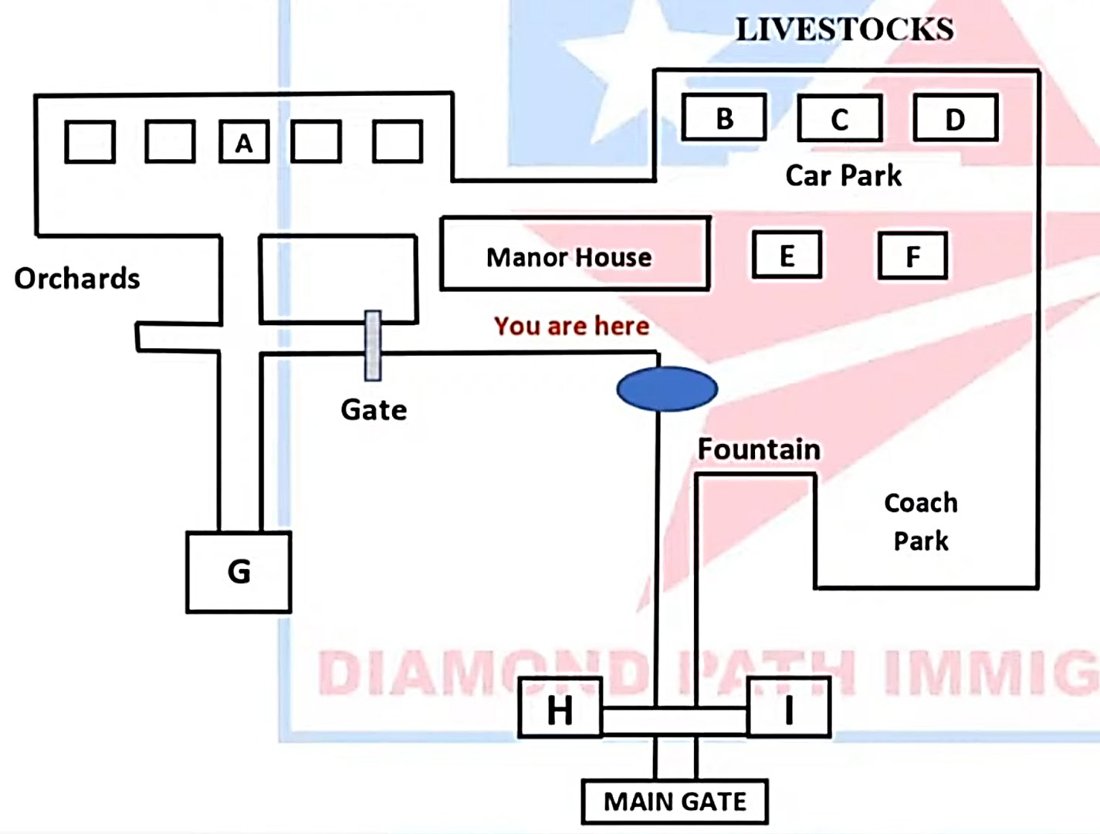 LIVESTOCKS
A
B
C
D
Car Park
Manor House
E
F
Orchards
You are here
Gate
Fountain
Coach
Park
G
DIAMOND PATH IMMIG
H
I
MAIN GATE